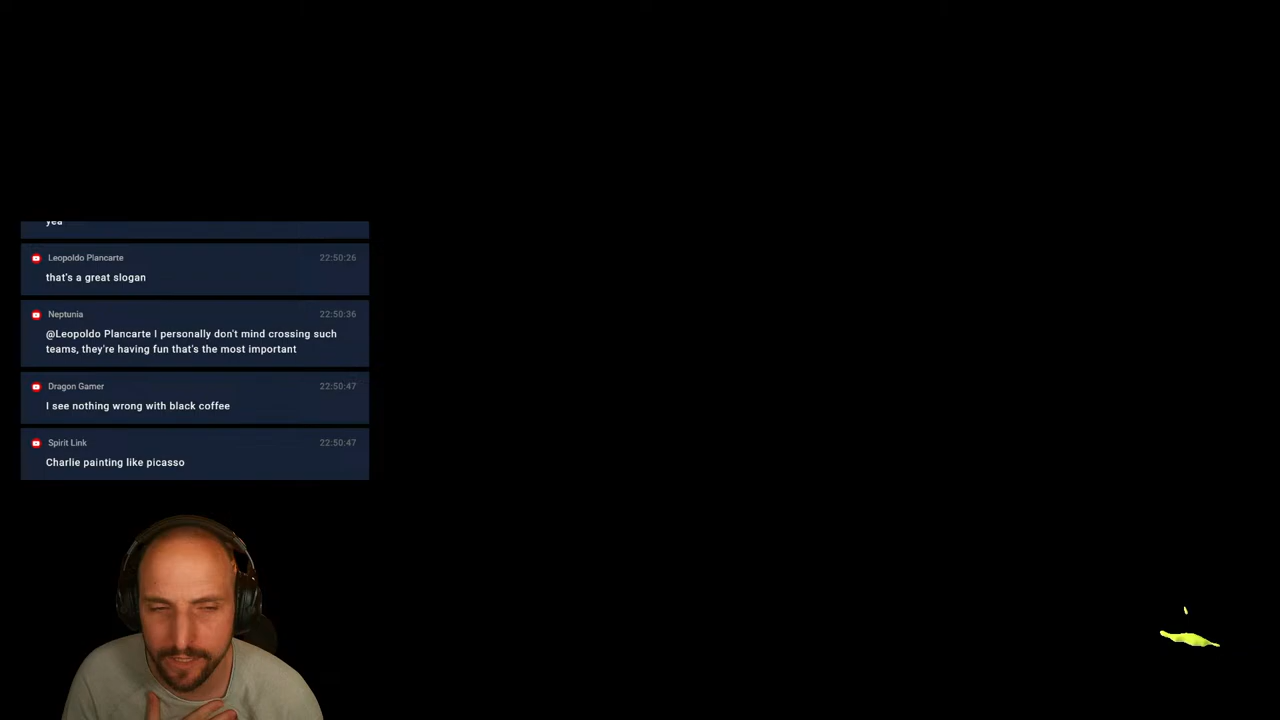 yea
Leopoldo Plancarte 22:50:26
that's a great slogan
Neptunia 22:50:36
@Leopoldo Plancarte I personally don't mind crossing such
teams, they're having fun that's the most important
Dragon Gamer 22:50:47
I see nothing wrong with black coffee
Spirit Link 22:50:47
Charlie painting like picasso